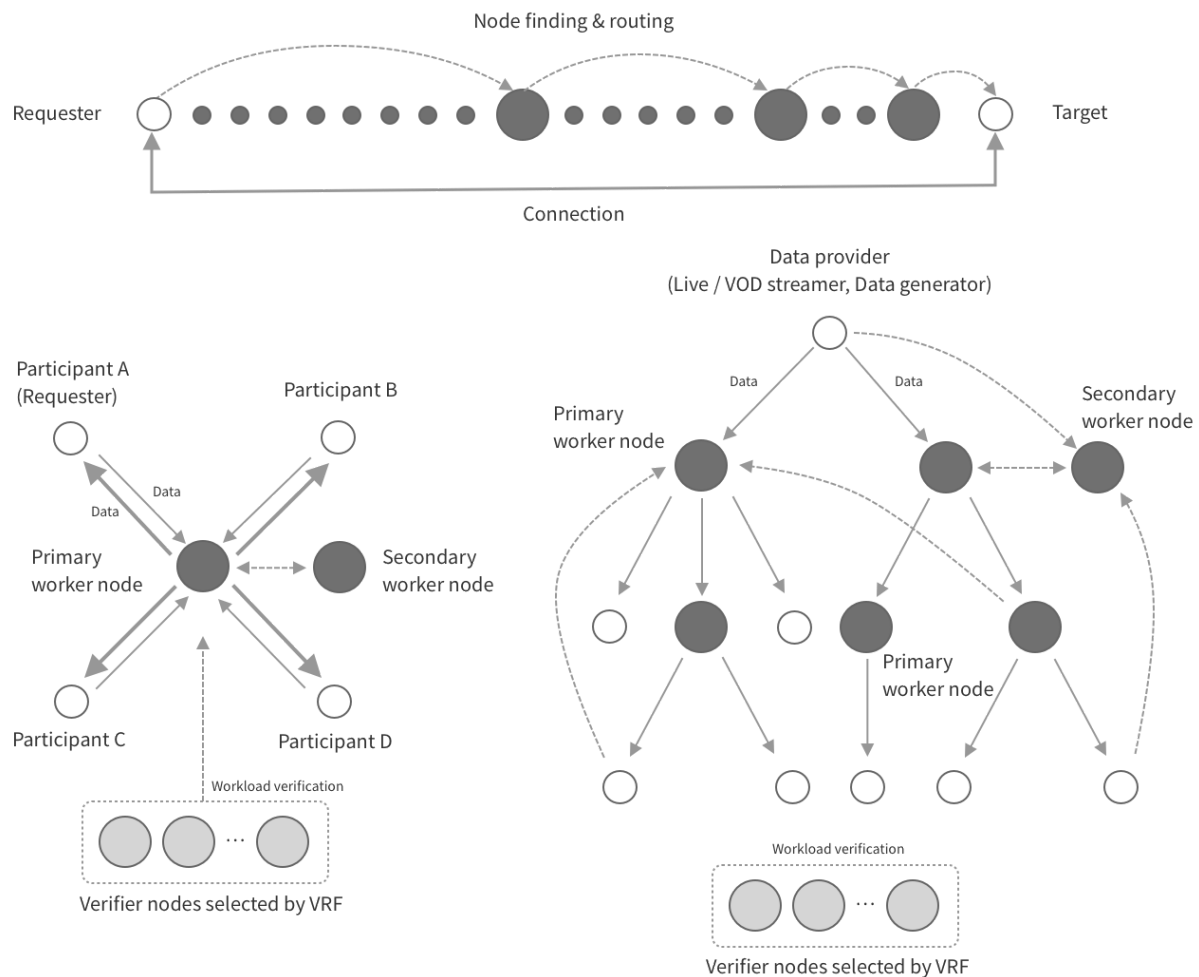 Node finding & routing
Requester
Target
Connection
Data provider
(Live / VOD streamer, Data generator)
Participant A
(Requester)
Participant B
Data
Data
Primary
worker node
Secondary
worker node
Participant C
Participant D
Workload verification
...
Verifier nodes selected by VRF
Data
Data
Primary
worker node
Secondary
worker node
Primary
worker node
Workload verification
...
Verifier nodes selected by VRF